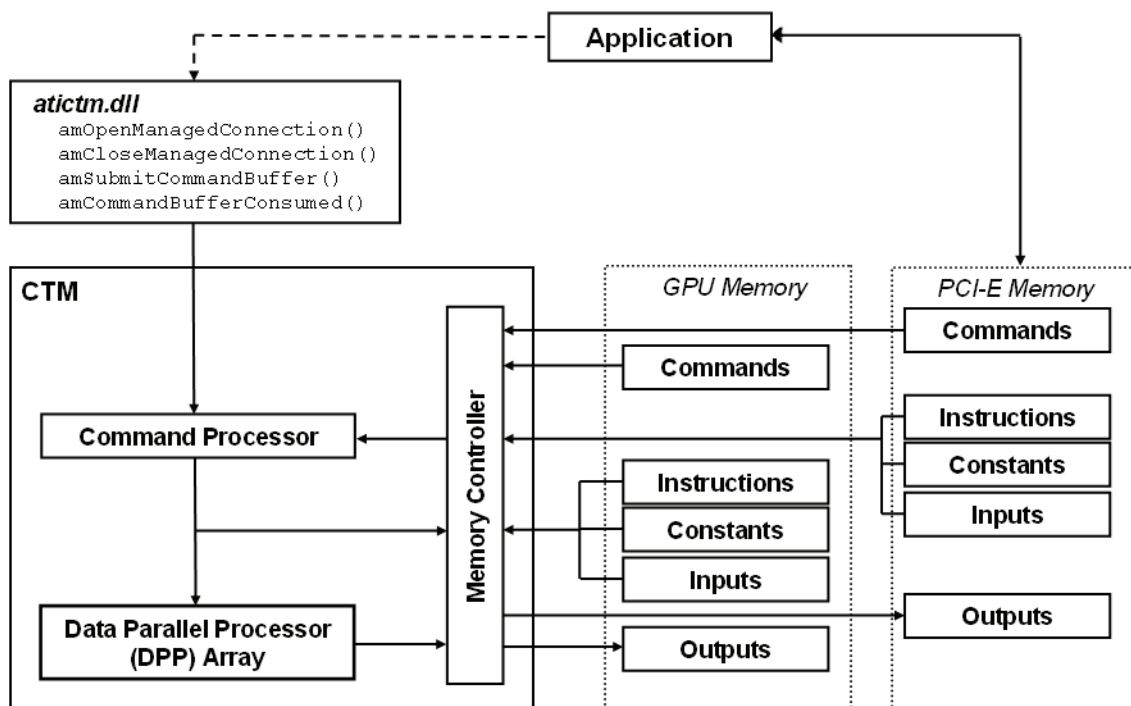 Application
atictm.dll
amOpenManagedConnection()
amCloseManagedConnection()
amSubmitCommandBuffer()
amCommandBufferConsumed()
CTM
Command Processor
Data Parallel Processor
(DPP) Array
Memory Controller
GPU Memory
Commands
Instructions
Constants
Inputs
Outputs
PCI-E Memory
Commands
Instructions
Constants
Inputs
Outputs